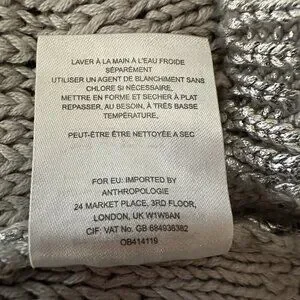 LAVER À LA MAIN À L'EAU FROIDE
SÉPARÉMENT
UTILISER UN AGENT DE BLANCHIMENT SANS
CHLORE SI NÉCESSAIRE,
METTRE EN FORME ET SECHER À PLAT
REPASSER, AU BESOIN, À TRÈS BASSE
TEMPÉRATURE,
PEUT-ÊTRE ÊTRE NETTOYÉE A SEC
FOR EU: IMPORTED BY
ANTHROPOLOGIE
24 MARKET PLACE, 3RD FLOOR,
LONDON, UK W1W8AN
CIF: VAT No. GB 684936382
OB414119